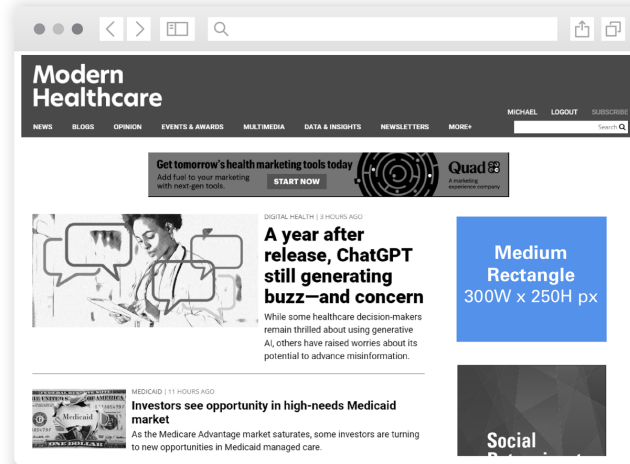 Modern
Healthcare
MICHAEL LOGOUT SUBSCRIBE
NEWS BLOGS OPINION EVENTS & AWARDS MULTIMEDIA DATA & INSIGHTS NEWSLETTERS MORE+
Search
Get tomorrow's health marketing tools today
Add fuel to your marketing
with next-gen tools.
START NOW
Quad
A marketing
experience company
DIGITAL HEALTH | 3 HOURS AGO
A year after
release, ChatGPT
still generating
buzz—and concern
While some healthcare decision-makers
remain thrilled about using generative
AI, others have raised worries about its
potential to advance misinformation.
Medium
Rectangle
300W x 250H px
MEDICAID | 11 HOURS AGO
Investors see opportunity in high-needs Medicaid
market
As the Medicare Advantage market saturates, some investors are turning
to new opportunities in Medicaid managed care.
Medicaid
ONE DOLLAR
Social